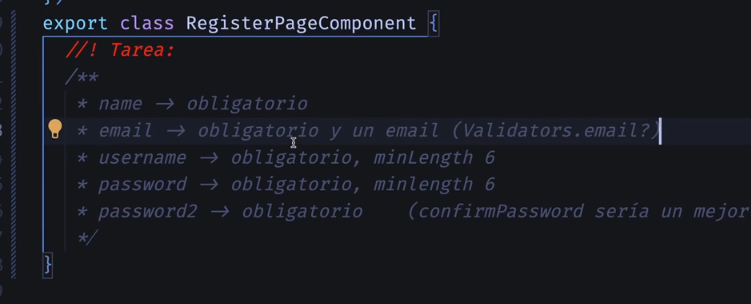 export class RegisterPageComponent {
//! Tarea:
/**
* name -> obligatorio
* email -> obligatorio y un email (Validators.email?)
* username -> obligatorio, minLength 6
* password -> obligatorio, minlength 6
* password2 -> obligatorio    (confirmPassword sería un mejor
*/
}